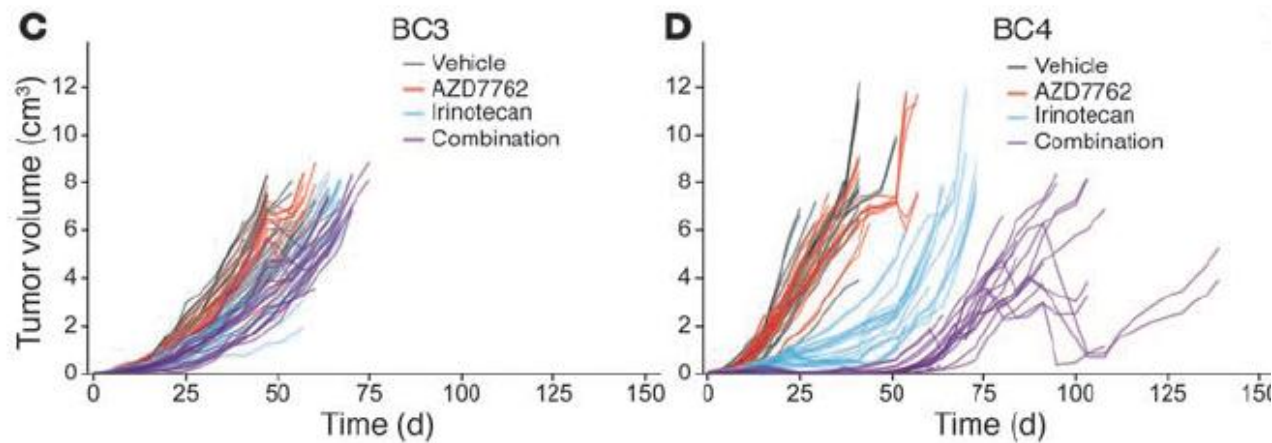 C
BC3
Vehicle
AZD7762
Irinotecan
Combination
Tumor volume (cm³)
12
10
8
6
4
2
0
0 25 50 75 100 125 150
Time (d)
D
BC4
Vehicle
AZD7762
Irinotecan
Combination
12
10
8
6
4
2
0
0 25 50 75 100 125 150
Time (d)